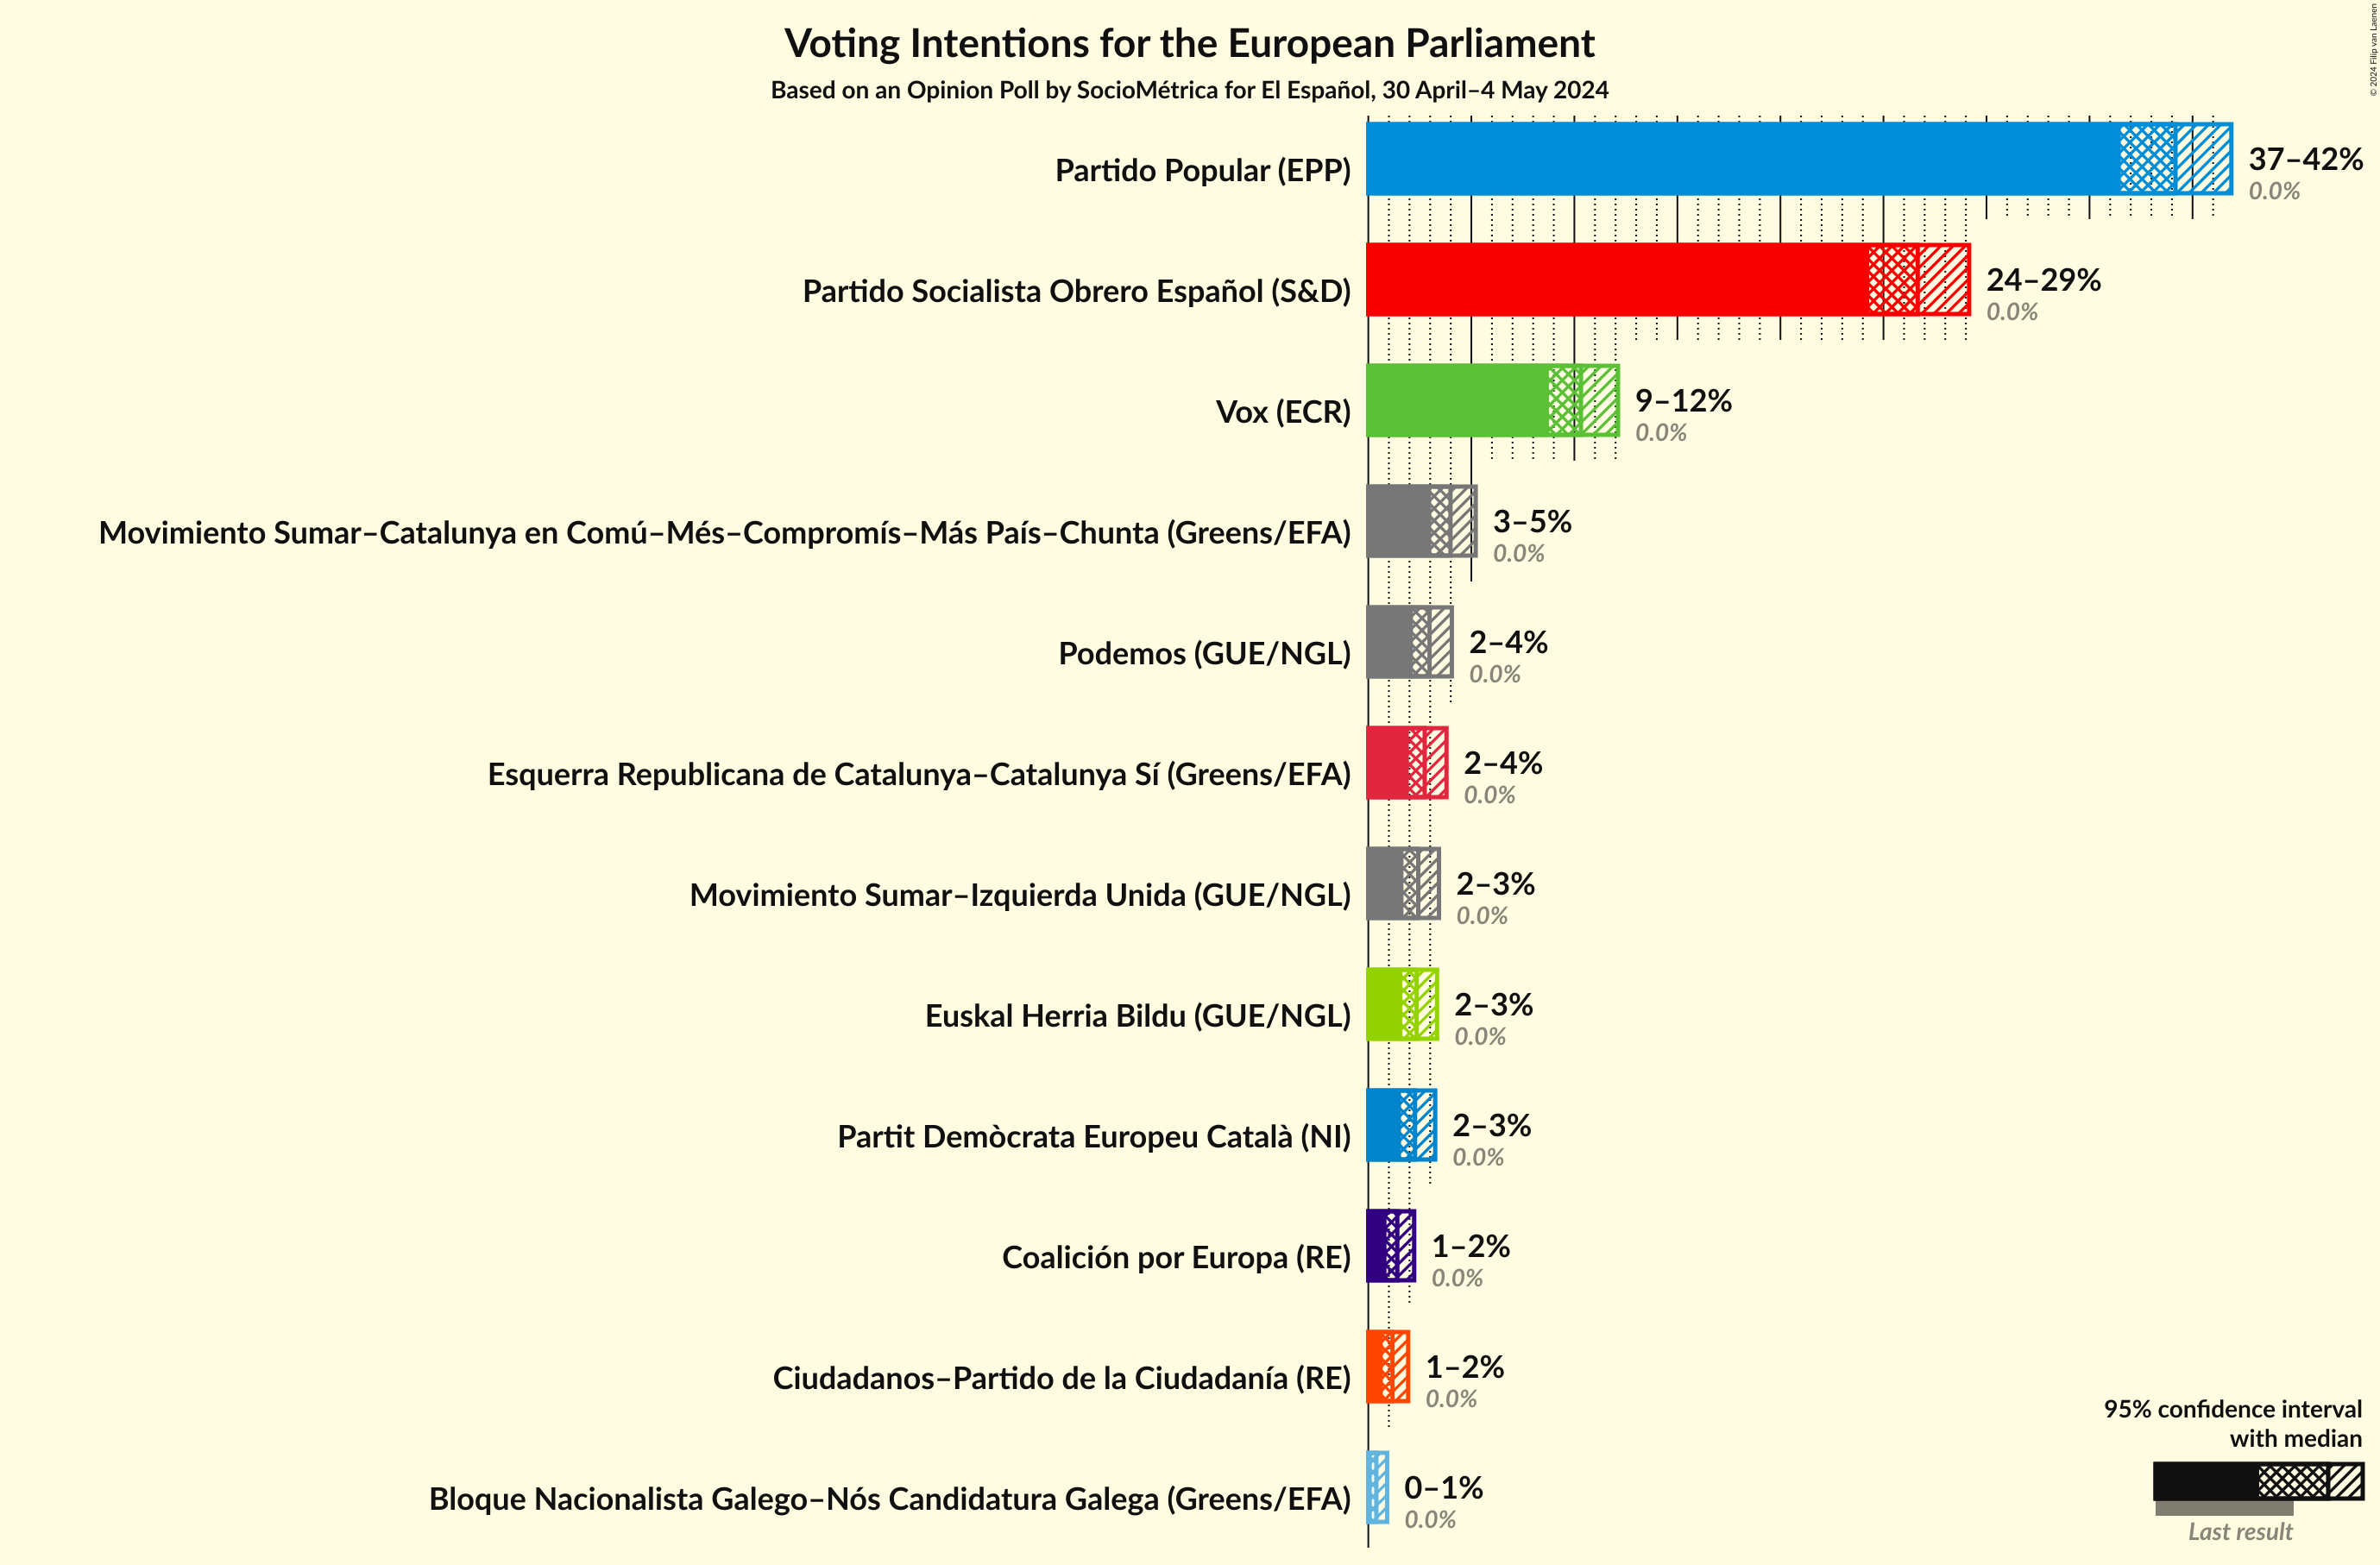 Voting Intentions for the European Parliament
Based on an Opinion Poll by SocioMétrica for El Español, 30 April–4 May 2024
© 2024 Filip van Laenen
Partido Popular (EPP)
37–42%
0.0%
Partido Socialista Obrero Español (S&D)
24–29%
0.0%
Vox (ECR)
9–12%
0.0%
Movimiento Sumar–Catalunya en Comú–Més–Compromís–Más País–Chunta (Greens/EFA)
3–5%
0.0%
Podemos (GUE/NGL)
2–4%
0.0%
Esquerra Republicana de Catalunya–Catalunya Sí (Greens/EFA)
2–4%
0.0%
Movimiento Sumar–Izquierda Unida (GUE/NGL)
2–3%
0.0%
Euskal Herria Bildu (GUE/NGL)
2–3%
0.0%
Partit Demòcrata Europeu Català (NI)
2–3%
0.0%
Coalición por Europa (RE)
1–2%
0.0%
Ciudadanos–Partido de la Ciudadanía (RE)
1–2%
0.0%
Bloque Nacionalista Galego–Nós Candidatura Galega (Greens/EFA)
0–1%
0.0%
95% confidence interval
with median
Last result